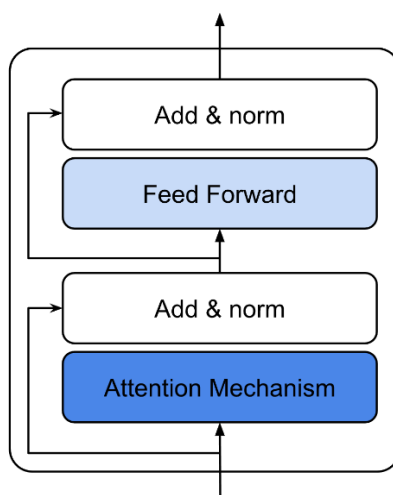 Add & norm
Feed Forward
Add & norm
Attention Mechanism